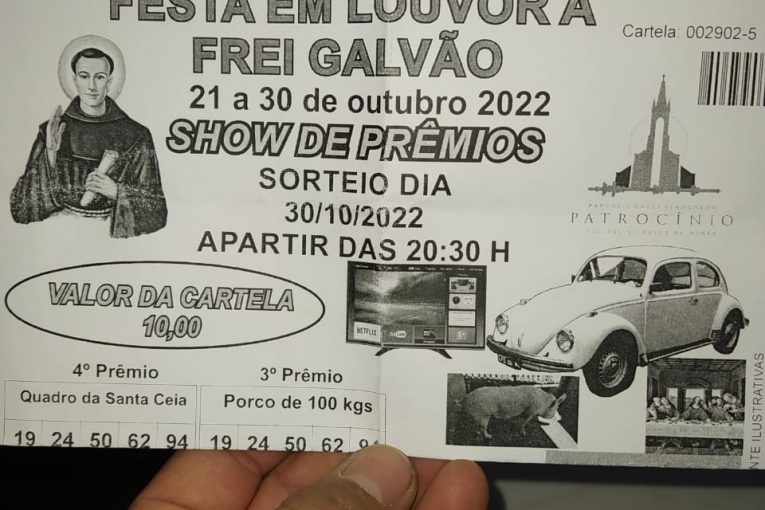 FESTA EM LOUVOR A
FREI GALVÃO
Cartela: 002902-5
21 a 30 de outubro 2022
SHOW DE PRÊMIOS
SORTEIO DIA
30/10/2022
APARTIR DAS 20:30 H
PATROCÍNIO
VALOR DA CARTELA
10,00
NETFLIX
4º Prêmio
Quadro da Santa Ceia
19 24 50 62 94
3º Prêmio
Porco de 100 kgs
19 24 50 62 94
NTE ILUSTRATIVAS